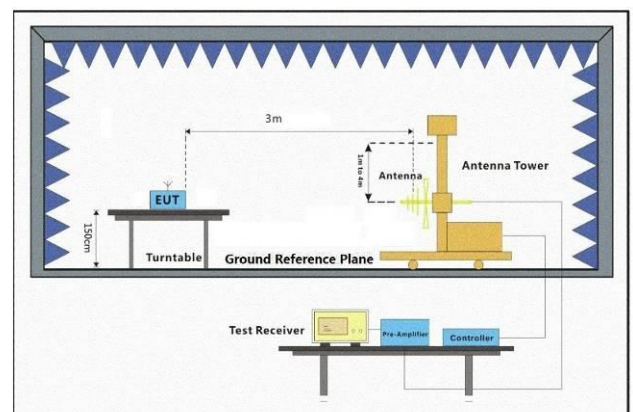 3m
1m to 4m
Antenna
Antenna Tower
EUT
150cm
Turntable
Ground Reference Plane
Test Receiver
Pre-Amplifier
Controller